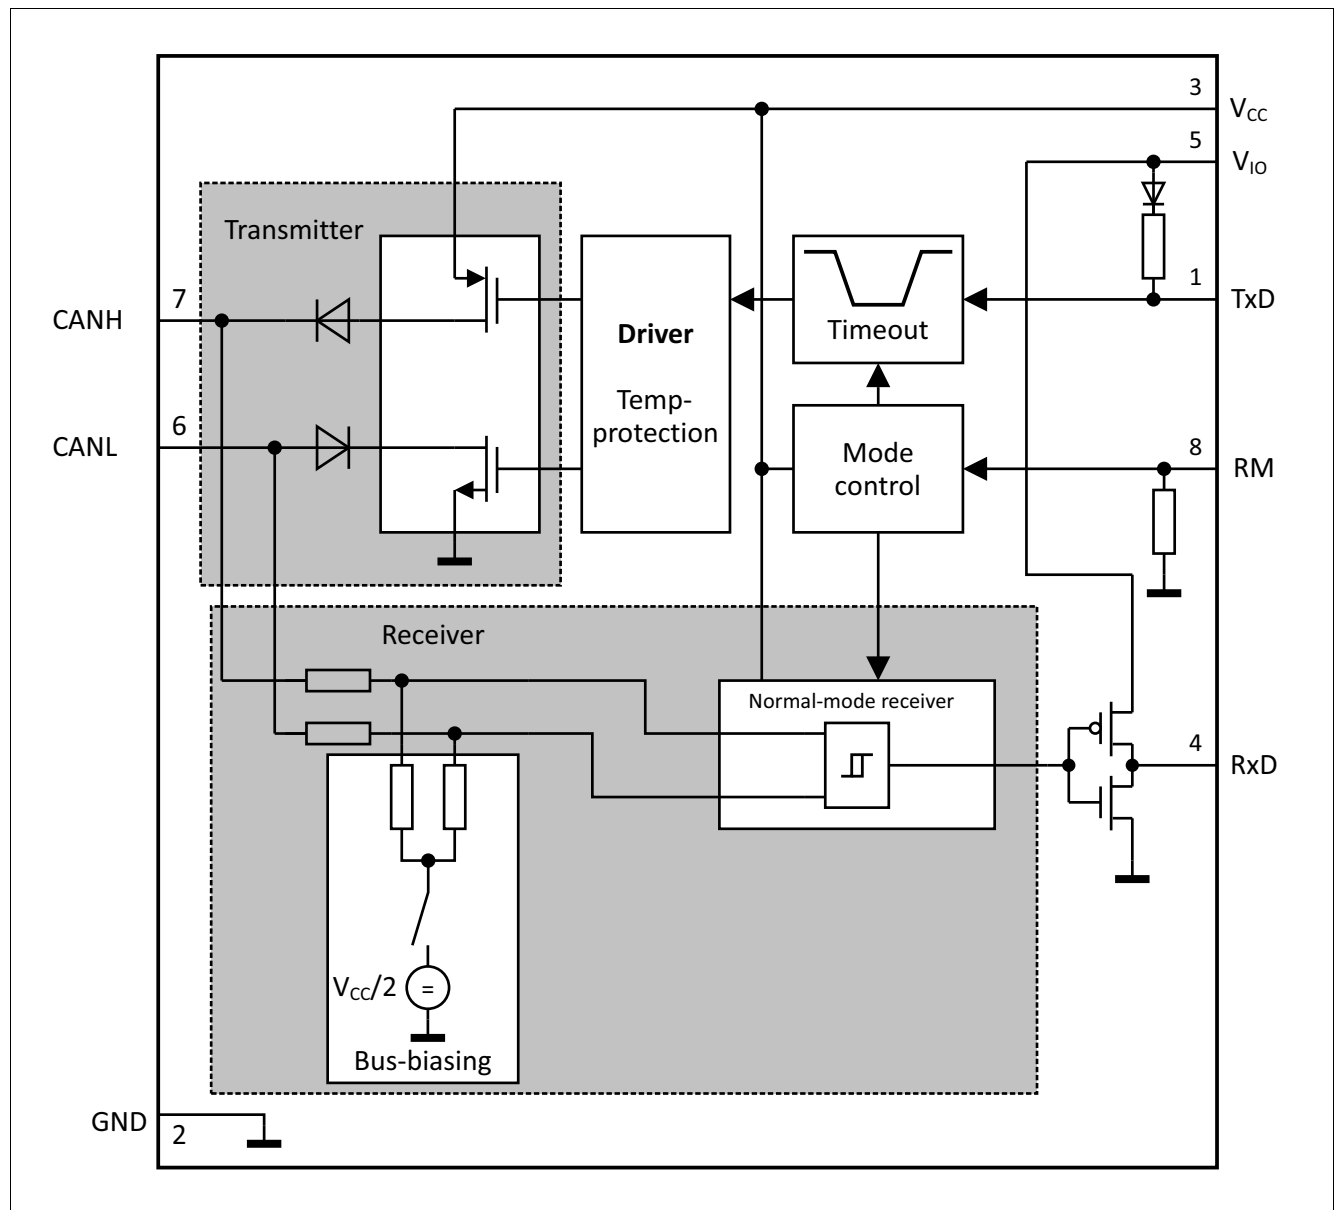 3
VCC
5
VIO
Transmitter
1
TxD
7
CANH
Driver
Timeout
Temp-
protection
6
CANL
Mode
control
8
RM
Receiver
Normal-mode receiver
4
RxD
VCC/2
=
Bus-biasing
GND
2